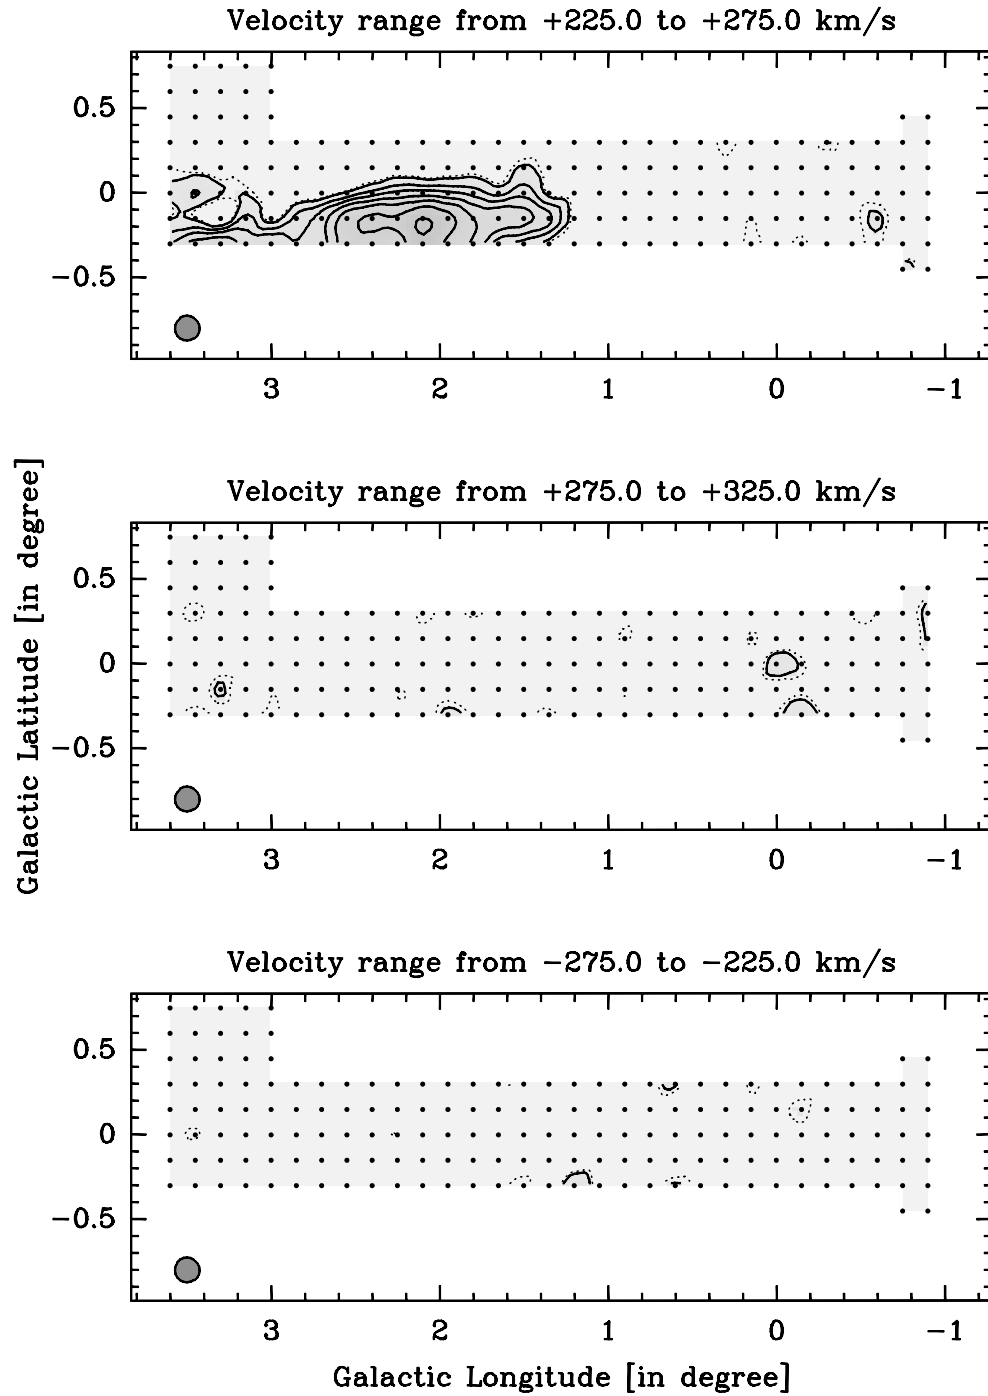 Velocity range from +225.0 to +275.0 km/s
0.5
0
−0.5
3 2 1 0 −1
Velocity range from +275.0 to +325.0 km/s
0.5
0
−0.5
3 2 1 0 −1
Galactic Latitude [in degree]
Velocity range from −275.0 to −225.0 km/s
0.5
0
−0.5
3 2 1 0 −1
Galactic Longitude [in degree]